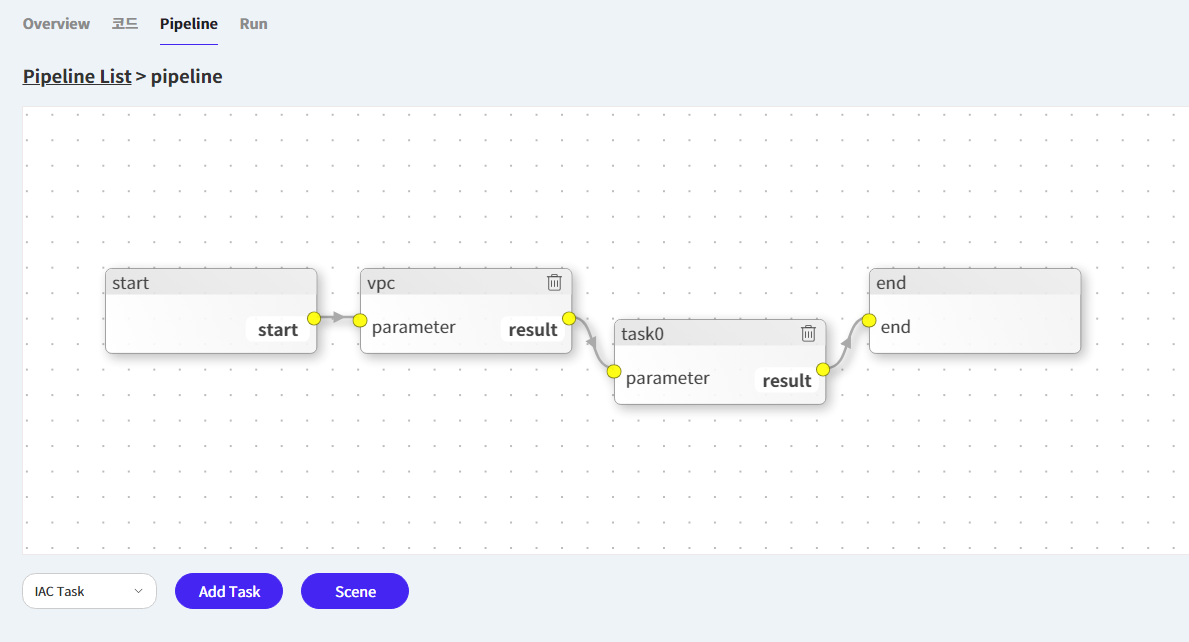 Overview 코드 Pipeline Run
Pipeline List > pipeline
start
start
vpc
parameter result
task0
parameter result
end
end
IAC Task Add Task Scene